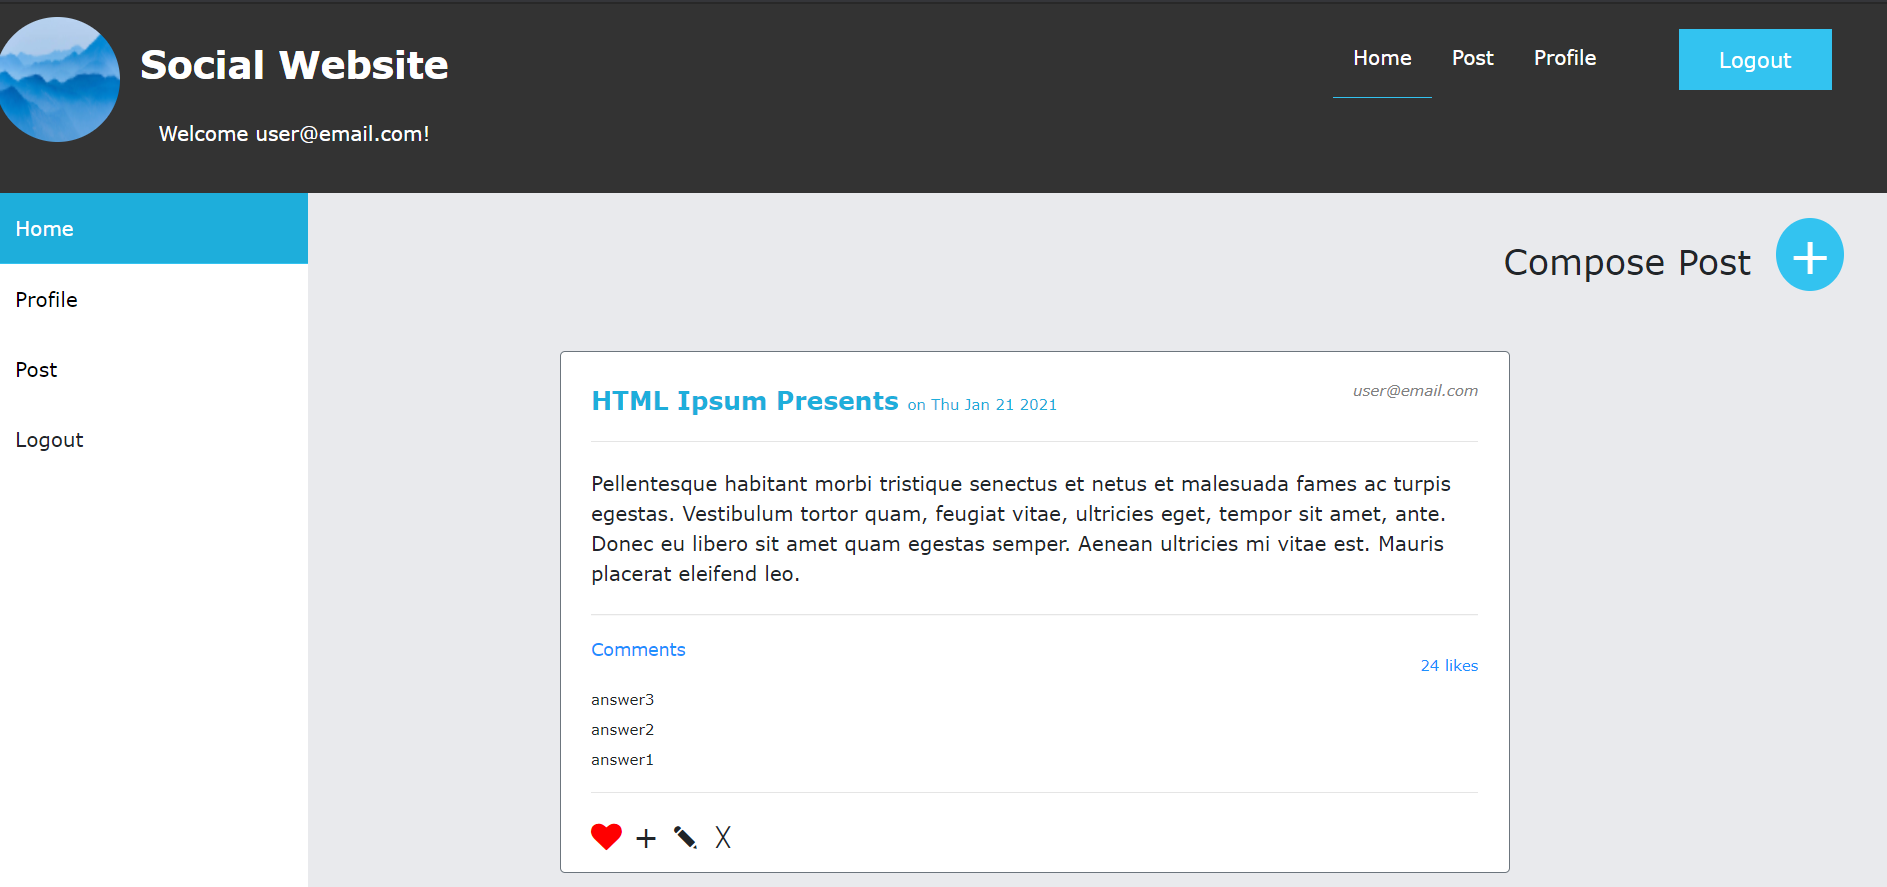 Social Website
Home Post Profile Logout
Welcome user@email.com!
Home
Profile
Post
Logout
Compose Post +
HTML Ipsum Presents on Thu Jan 21 2021
user@email.com
Pellentesque habitant morbi tristique senectus et netus et malesuada fames ac turpis
egestas. Vestibulum tortor quam, feugiat vitae, ultricies eget, tempor sit amet, ante.
Donec eu libero sit amet quam egestas semper. Aenean ultricies mi vitae est. Mauris
placerat eleifend leo.
Comments
24 likes
answer3
answer2
answer1
+ X